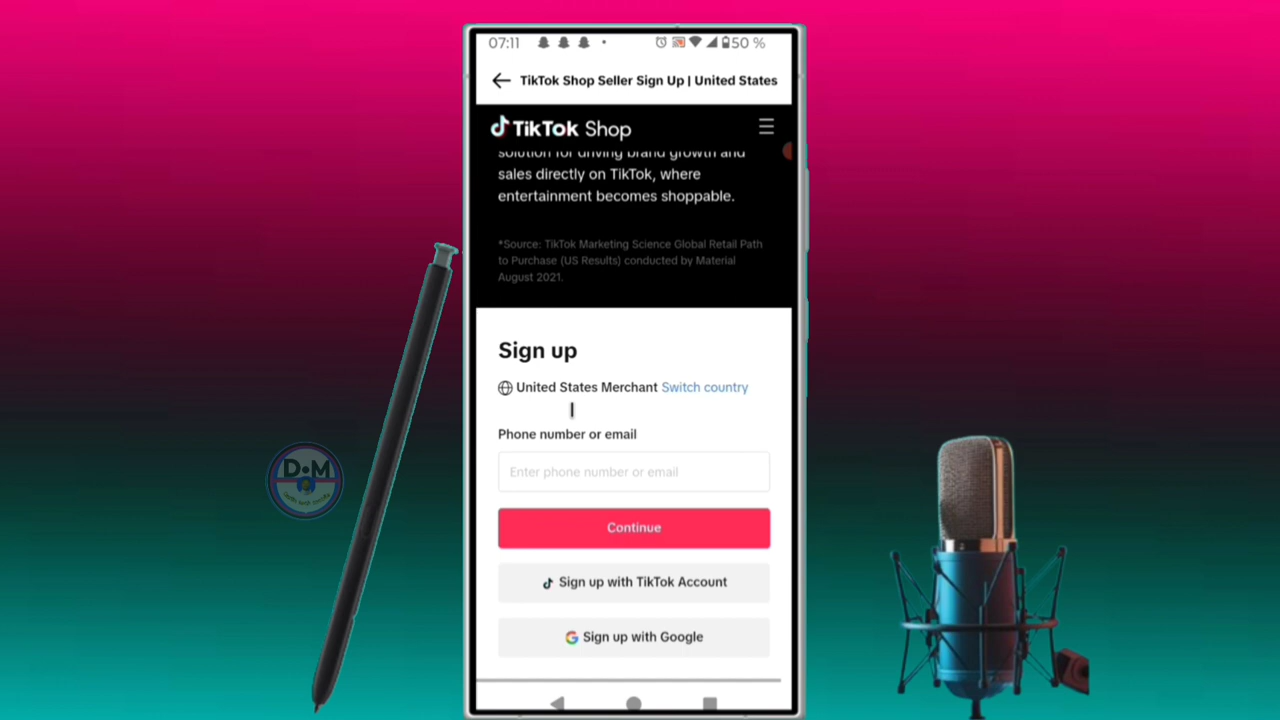 07:11
50 %
TikTok Shop Seller Sign Up | United States
TikTok Shop
solution for driving brand growth and
sales directly on TikTok, where
entertainment becomes shoppable.
*Source: TikTok Marketing Science Global Retail Path
to Purchase (US Results) conducted by Material
August 2021.
Sign up
United States Merchant Switch country
Phone number or email
Enter phone number or email
Continue
Sign up with TikTok Account
Sign up with Google
D•M